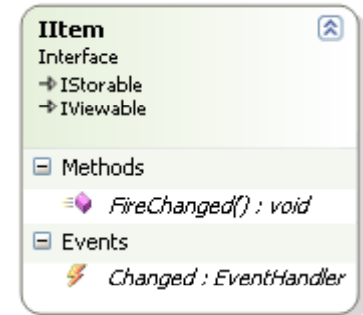 IItem
Interface
IStorable
IViewable
Methods
FireChanged() : void
Events
Changed : EventHandler